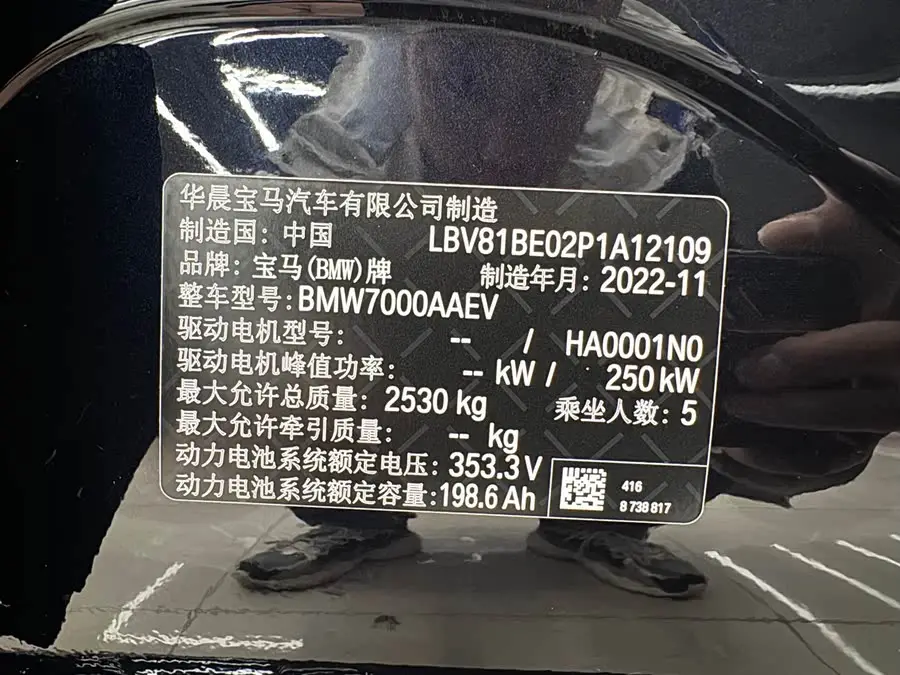 华晨宝马汽车有限公司制造
制造国：中国 LBV81BE02P1A12109
品牌：宝马(BMW)牌 制造年月：2022-11
整车型号：BMW7000AAEV
驱动电机型号： -- / HA0001N0
驱动电机峰值功率： -- kW / 250 kW
最大允许总质量：2530 kg 乘坐人数：5
最大允许牵引质量： -- kg
动力电池系统额定电压：353.3 V
动力电池系统额定容量：198.6 Ah
416
8 738 817